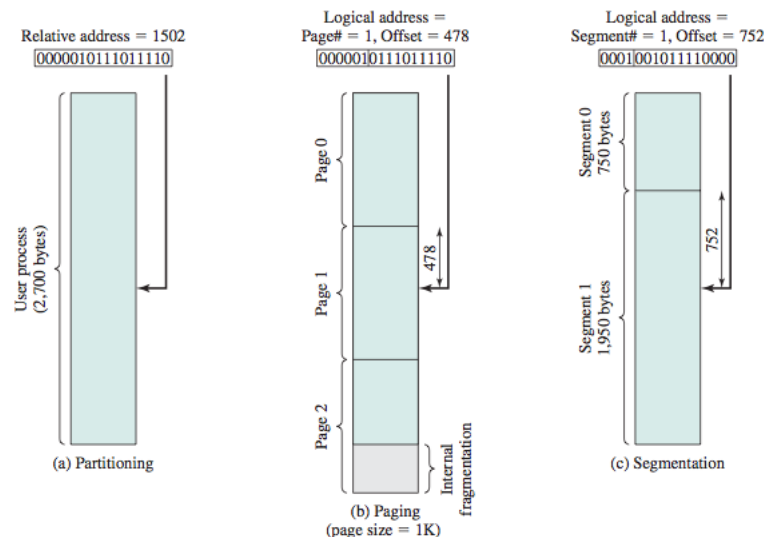 Relative address = 1502
0000010111011110
User process
(2,700 bytes)
(a) Partitioning
Logical address =
Page# = 1, Offset = 478
0000010111011110
Page 0
Page 1
Page 2
478
Internal
fragmentation
(b) Paging
(page size = 1K)
Logical address =
Segment# = 1, Offset = 752
0001001011110000
Segment 0
750 bytes
Segment 1
1,950 bytes
752
(c) Segmentation